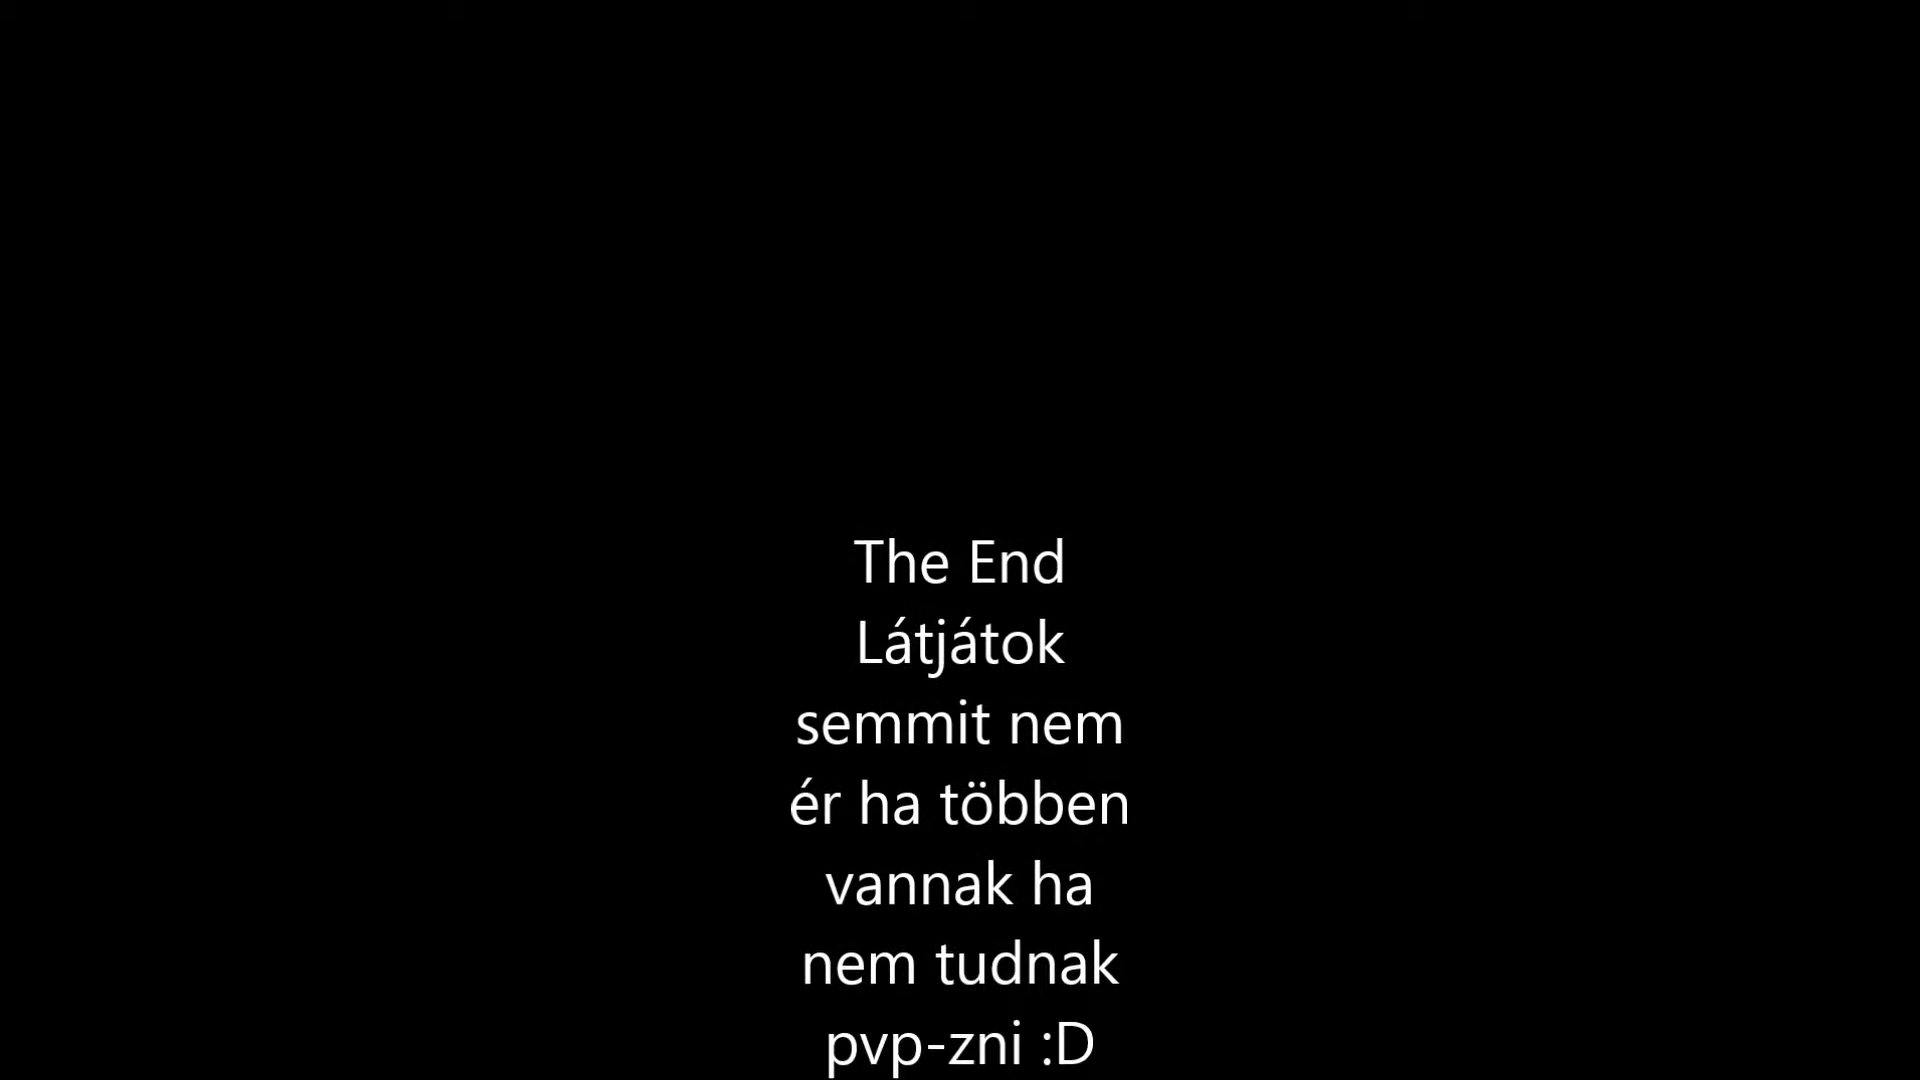 The End
Látjátok
semmit nem
ér ha többen
vannak ha
nem tudnak
pvp-zni :D